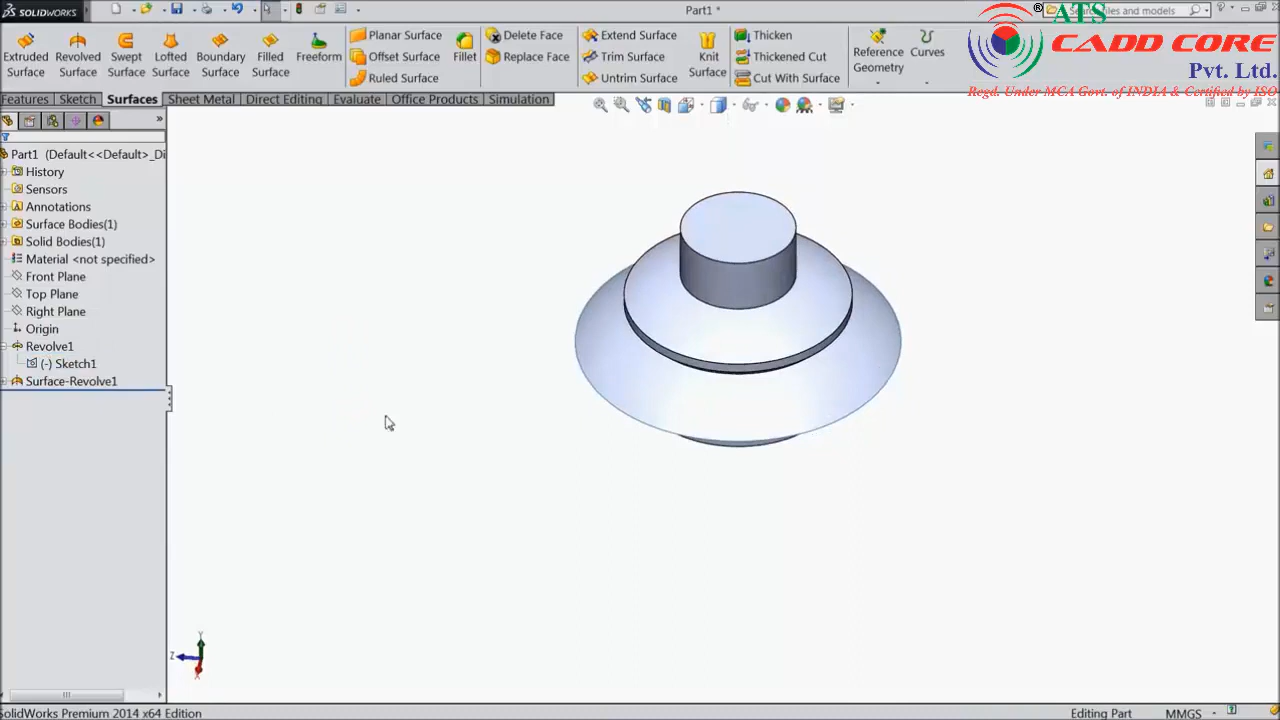 SOLIDWORKS
Part1 *
files and models
®
ATS
CADD CORE
Pvt. Ltd.
Regd. Under MCA Govt. of INDIA & Certified by ISO
Extruded Surface
Revolved Surface
Swept Surface
Lofted Surface
Boundary Surface
Filled Surface
Freeform
Planar Surface
Offset Surface
Ruled Surface
Fillet
Delete Face
Replace Face
Extend Surface
Trim Surface
Untrim Surface
Knit Surface
Thicken
Thickened Cut
Cut With Surface
Reference Geometry
Curves
Features
Sketch
Surfaces
Sheet Metal
Direct Editing
Evaluate
Office Products
Simulation
Part1 (Default<<Default>_Di
History
Sensors
Annotations
Surface Bodies(1)
Solid Bodies(1)
Material <not specified>
Front Plane
Top Plane
Right Plane
Origin
Revolve1
(-) Sketch1
Surface-Revolve1
Y
Z
X
SolidWorks Premium 2014 x64 Edition
Editing Part
MMGS